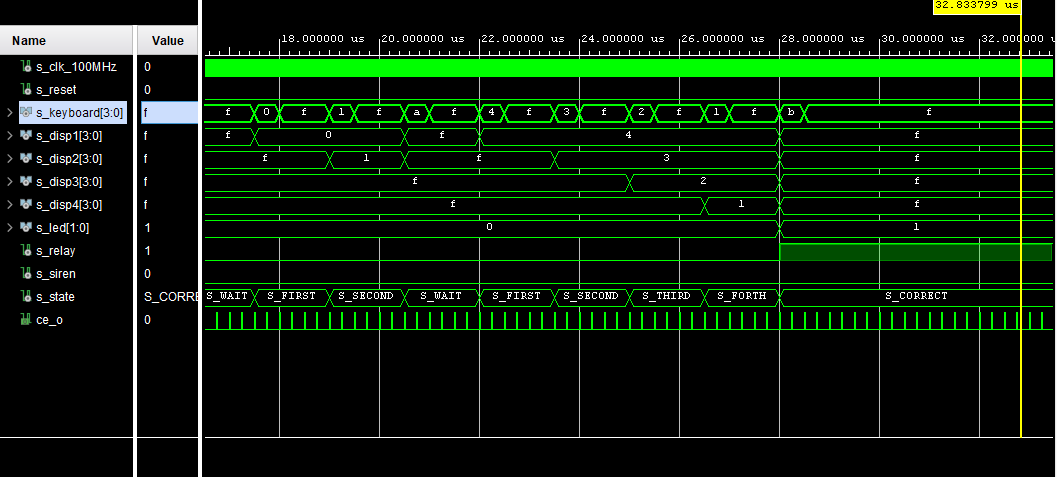 32.833799 us
Name Value
18.000000 us 20.000000 us 22.000000 us 24.000000 us 26.000000 us 28.000000 us 30.000000 us 32.000000 u
s_clk_100MHz 0
s_reset 0
s_keyboard[3:0] f f 0 f 1 f a f 4 f 3 f 2 f 1 f b f
s_disp1[3:0] f f 0 f 4 f
s_disp2[3:0] f f 1 f 3 f
s_disp3[3:0] f f 2 f
s_disp4[3:0] f f 1 f
s_led[1:0] 1 0 1
s_relay 1
s_siren 0
s_state S_CORRE S_WAIT S_FIRST S_SECOND S_WAIT S_FIRST S_SECOND S_THIRD S_FORTH S_CORRECT
ce_o 0